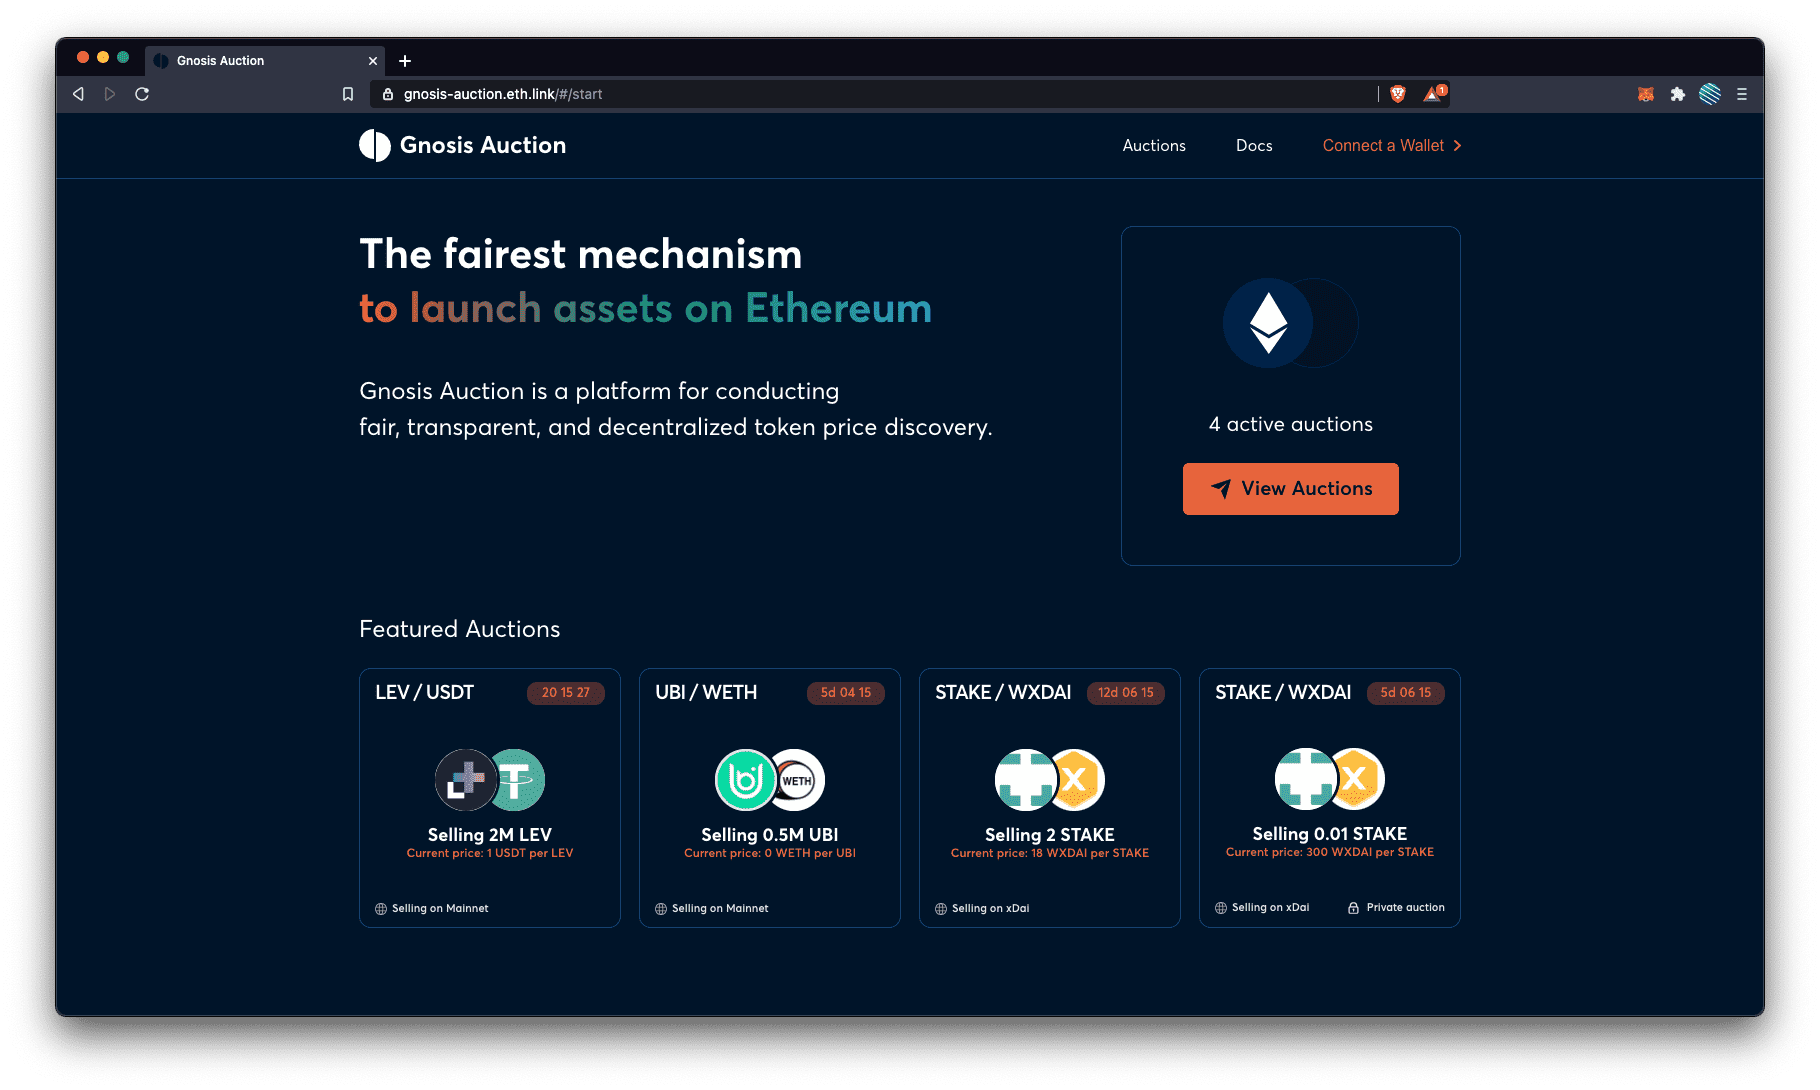 Gnosis Auction
gnosis-auction.eth.link/#/start
1
Gnosis Auction
Auctions
Docs
Connect a Wallet
The fairest mechanism
to launch assets on Ethereum
Gnosis Auction is a platform for conducting
fair, transparent, and decentralized token price discovery.
4 active auctions
View Auctions
Featured Auctions
LEV / USDT
20 15 27
Selling 2M LEV
Current price: 1 USDT per LEV
Selling on Mainnet
UBI / WETH
5d 04 15
WETH
Selling 0.5M UBI
Current price: 0 WETH per UBI
Selling on Mainnet
STAKE / WXDAI
12d 06 15
Selling 2 STAKE
Current price: 18 WXDAI per STAKE
Selling on xDai
STAKE / WXDAI
5d 06 15
Selling 0.01 STAKE
Current price: 300 WXDAI per STAKE
Selling on xDai
Private auction